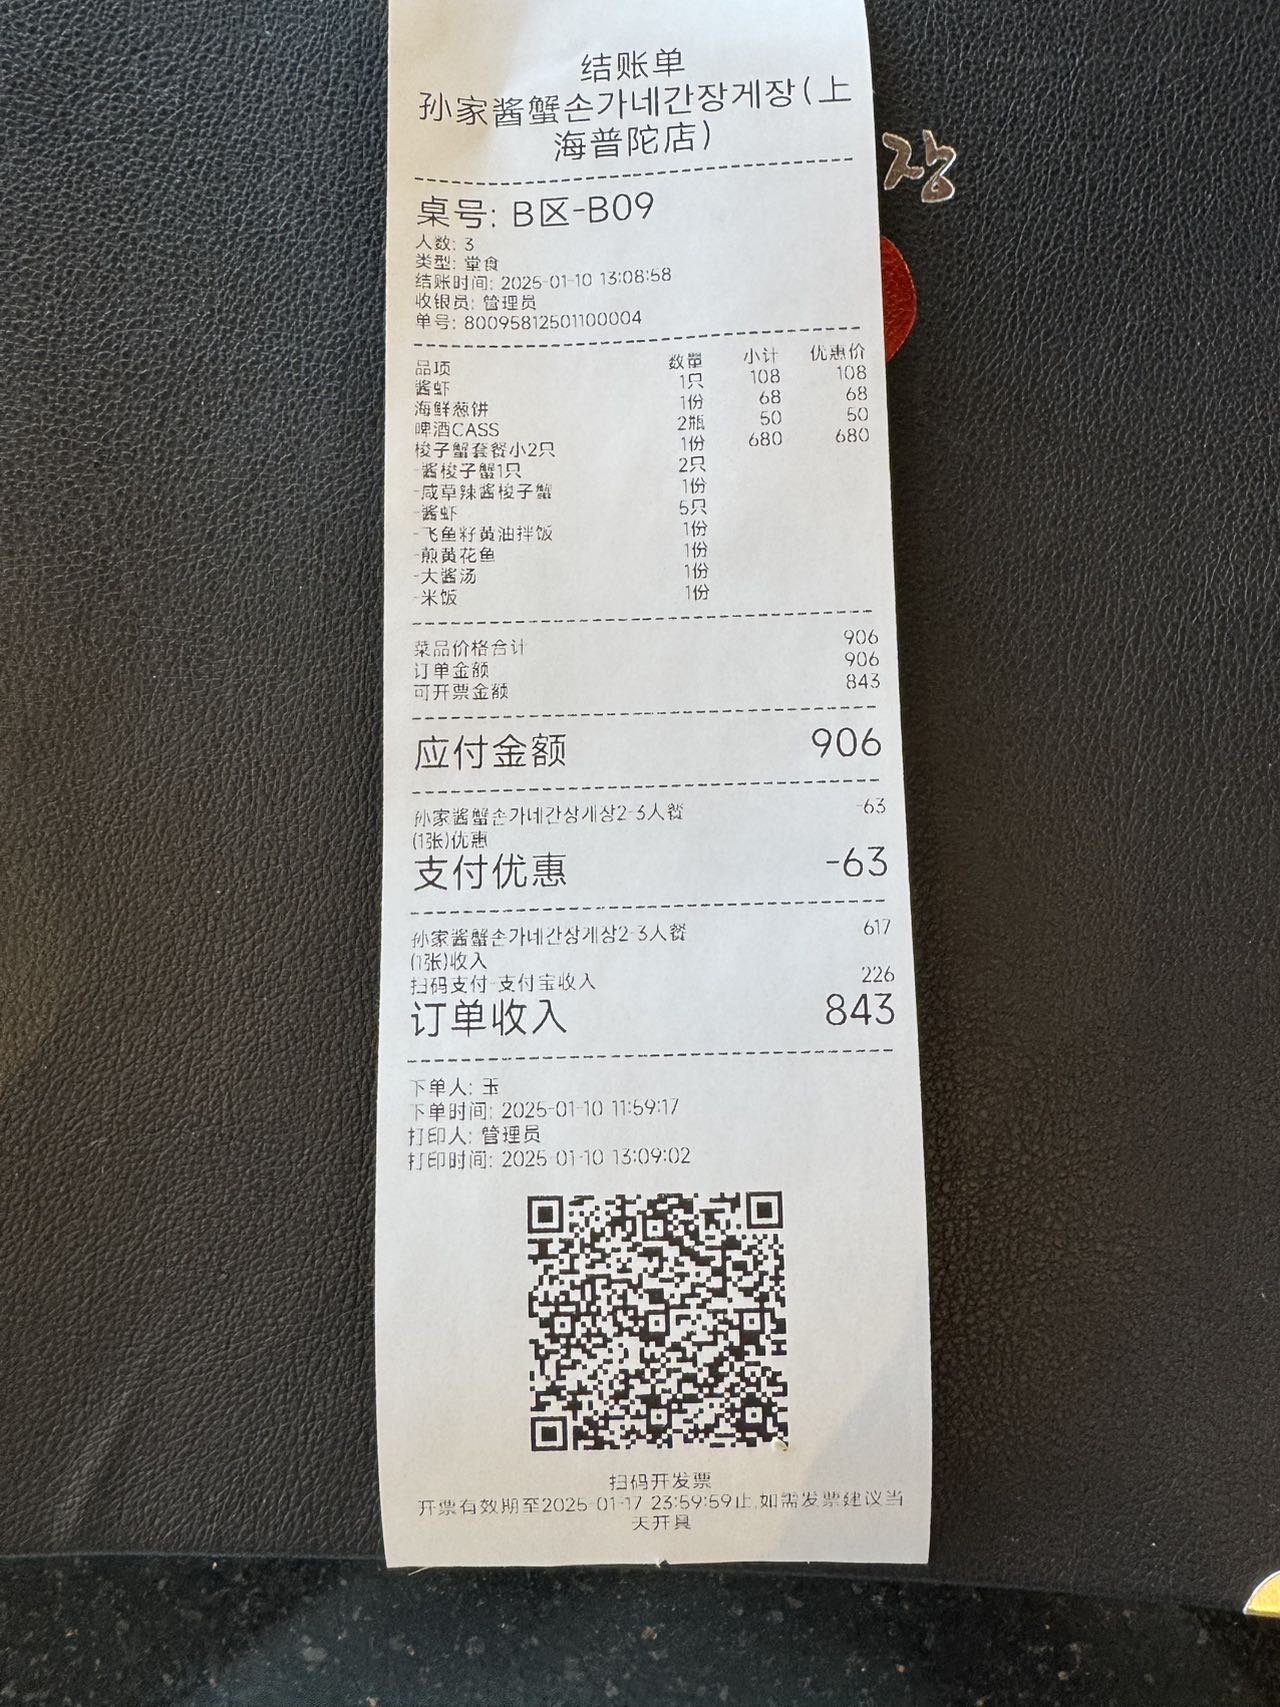 结账单
孙家酱蟹손가네간장게장(上
海普陀店)
장
桌号: B区-B09
人数: 3
类型: 堂食
结账时间: 2025-01-10 13:08:58
收银员: 管理员
单号: 80095812501100004
品项 数量 小计 优惠价
酱虾 1只 108 108
海鲜葱饼 1份 68 68
啤酒CASS 2瓶 50 50
梭子蟹套餐小2只 1份 680 680
-酱梭子蟹1只 2只
-咸草辣酱梭子蟹 1份
-酱虾 5只
-飞鱼籽黄油拌饭 1份
-煎黄花鱼 1份
-大酱汤 1份
-米饭 1份
菜品价格合计 906
订单金额 906
可开票金额 843
应付金额 906
孙家酱蟹손가네간장게장2-3人餐 -63
(1张)优惠
支付优惠 -63
孙家酱蟹손가네간장게장2-3人餐 617
(1张)收入
扫码支付-支付宝收入 226
订单收入 843
下单人: 玉
下单时间: 2025-01-10 11:59:17
打印人: 管理员
打印时间: 2025-01-10 13:09:02
扫码开发票
开票有效期至2025-01-17 23:59:59止,如需发票建议当
天开具